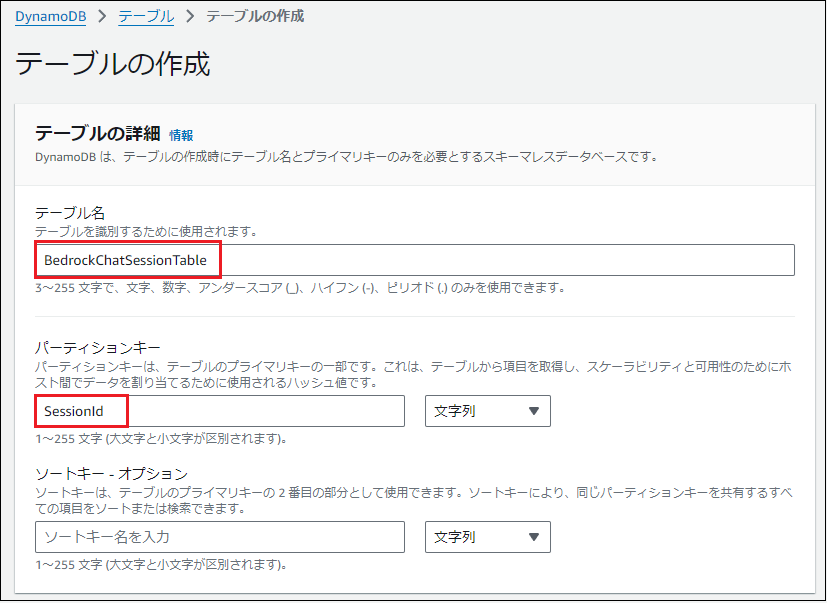 DynamoDB > テーブル > テーブルの作成
テーブルの作成
テーブルの詳細 情報
DynamoDB は、テーブルの作成時にテーブル名とプライマリキーのみを必要とするスキーマレスデータベースです。
テーブル名
テーブルを識別するために使用されます。
BedrockChatSessionTable
3～255 文字で、文字、数字、アンダースコア (_)、ハイフン (-)、ピリオド (.) のみを使用できます。
パーティションキー
パーティションキーは、テーブルのプライマリキーの一部です。これは、テーブルから項目を取得し、スケーラビリティと可用性のためにホ
スト間でデータを割り当てるために使用されるハッシュ値です。
SessionId 文字列
1～255 文字 (大文字と小文字が区別されます)。
ソートキー - オプション
ソートキーは、テーブルのプライマリキーの 2 番目の部分として使用できます。ソートキーにより、同じパーティションキーを共有するすべ
ての項目をソートまたは検索できます。
ソートキー名を入力 文字列
1～255 文字 (大文字と小文字が区別されます)。